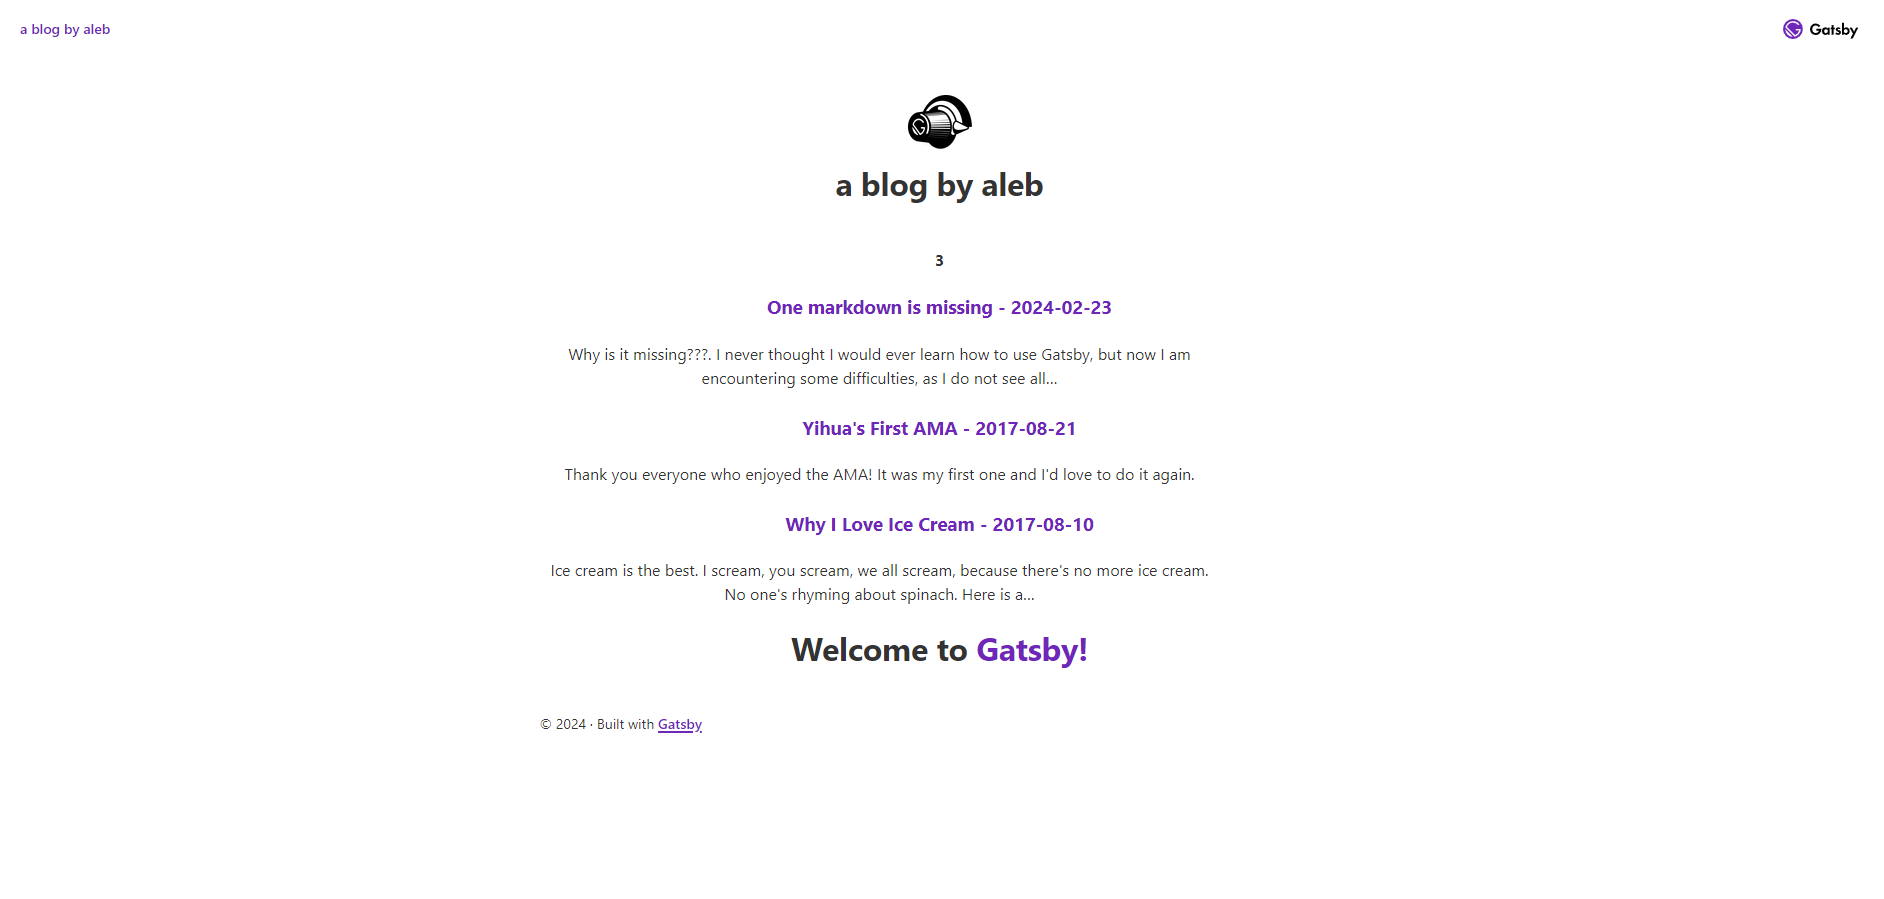 a blog by aleb
Gatsby
a blog by aleb
3
One markdown is missing - 2024-02-23
Why is it missing???. I never thought I would ever learn how to use Gatsby, but now I am
encountering some difficulties, as I do not see all...
Yihua's First AMA - 2017-08-21
Thank you everyone who enjoyed the AMA! It was my first one and I'd love to do it again.
Why I Love Ice Cream - 2017-08-10
Ice cream is the best. I scream, you scream, we all scream, because there's no more ice cream.
No one's rhyming about spinach. Here is a...
Welcome to Gatsby!
© 2024 · Built with Gatsby